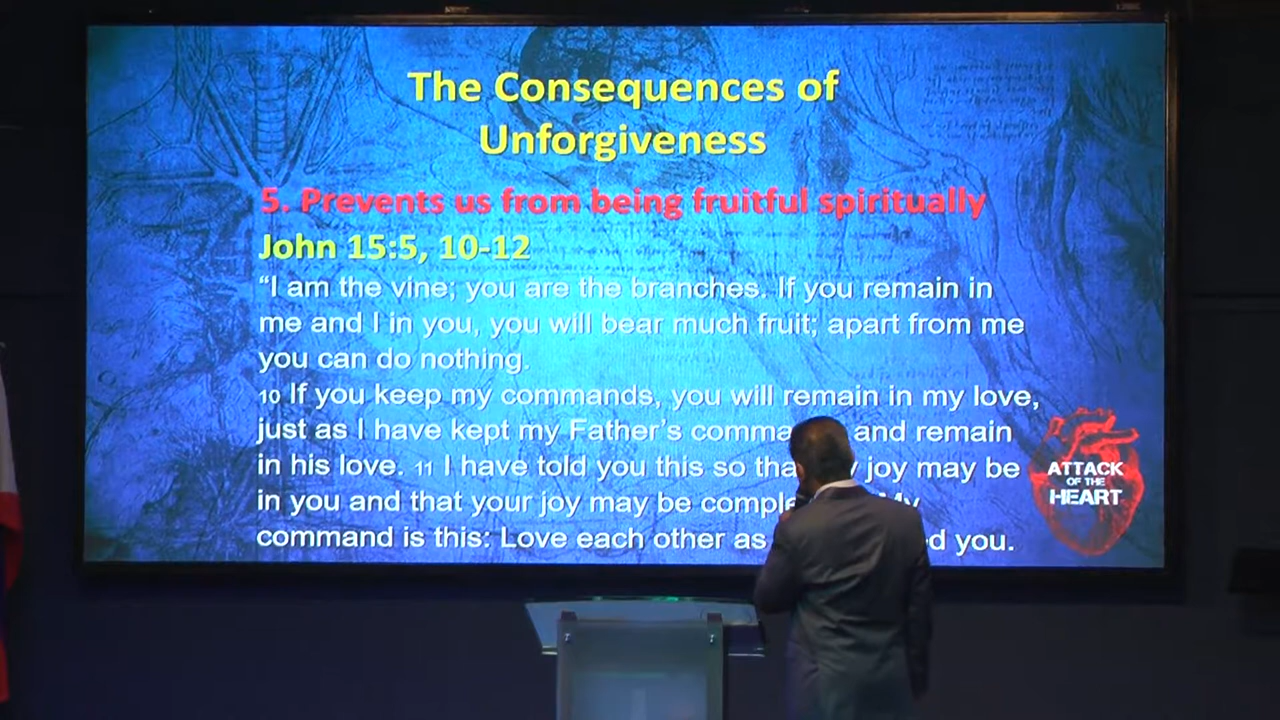 The Consequences of
Unforgiveness
5. Prevents us from being fruitful spiritually
John 15:5, 10-12
“I am the vine; you are the branches. If you remain in
me and I in you, you will bear much fruit; apart from me
you can do nothing.
10 If you keep my commands, you will remain in my love,
just as I have kept my Father’s comma and remain
in his love. 11 I have told you this so tha y joy may be
in you and that your joy may be comple My
command is this: Love each other as d you.
ATTACK
OF THE
HEART